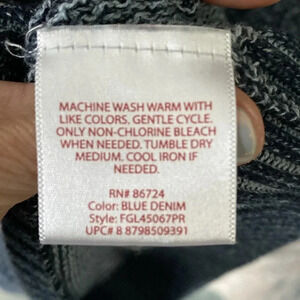 MACHINE WASH WARM WITH
LIKE COLORS, GENTLE CYCLE.
ONLY NON-CHLORINE BLEACH
WHEN NEEDED. TUMBLE DRY
MEDIUM. COOL IRON IF
NEEDED.
RN# 86724
Color: BLUE DENIM
Style: FGL45067PR
UPC# 8 8798509391